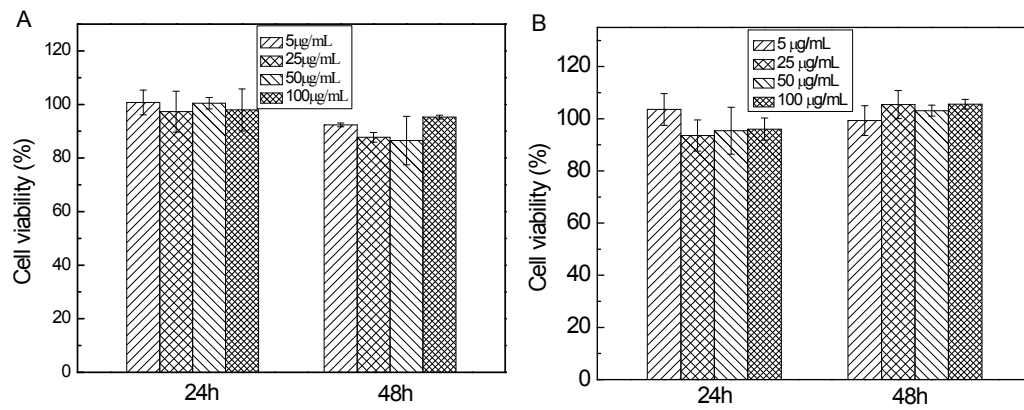 A
Cell viability (%)
120
100
80
60
40
20
0
5μg/mL
25μg/mL
50μg/mL
100μg/mL
24h
48h
B
Cell viability (%)
120
100
80
60
40
20
0
5 μg/mL
25 μg/mL
50 μg/mL
100 μg/mL
24h
48h